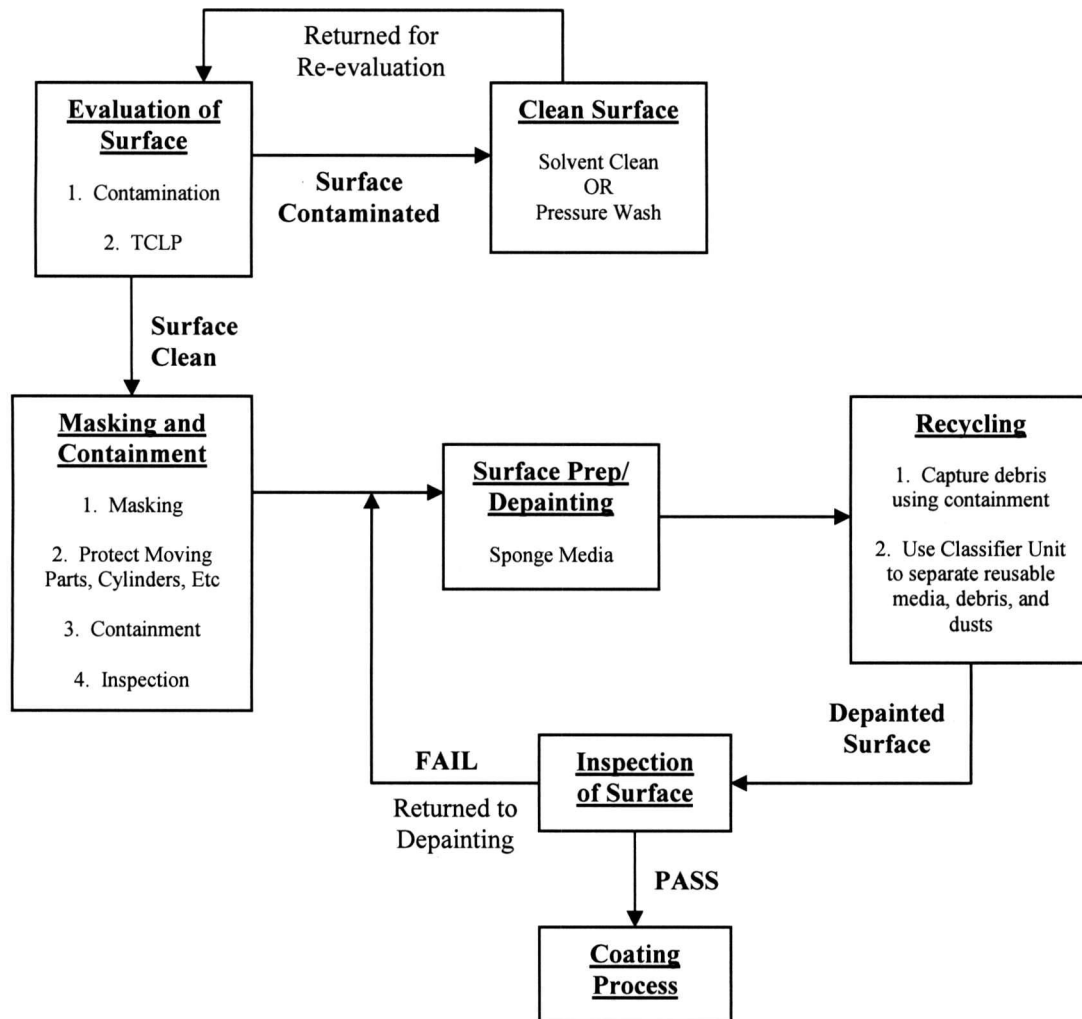 Returned for
Re-evaluation
Evaluation of
Surface
1. Contamination
2. TCLP
Surface
Contaminated
Clean Surface
Solvent Clean
OR
Pressure Wash
Surface
Clean
Masking and
Containment
1. Masking
2. Protect Moving
Parts, Cylinders, Etc
3. Containment
4. Inspection
Surface Prep/
Depainting
Sponge Media
Recycling
1. Capture debris
using containment
2. Use Classifier Unit
to separate reusable
media, debris, and
dusts
Depainted
Surface
Inspection
of Surface
FAIL
Returned to
Depainting
PASS
Coating
Process